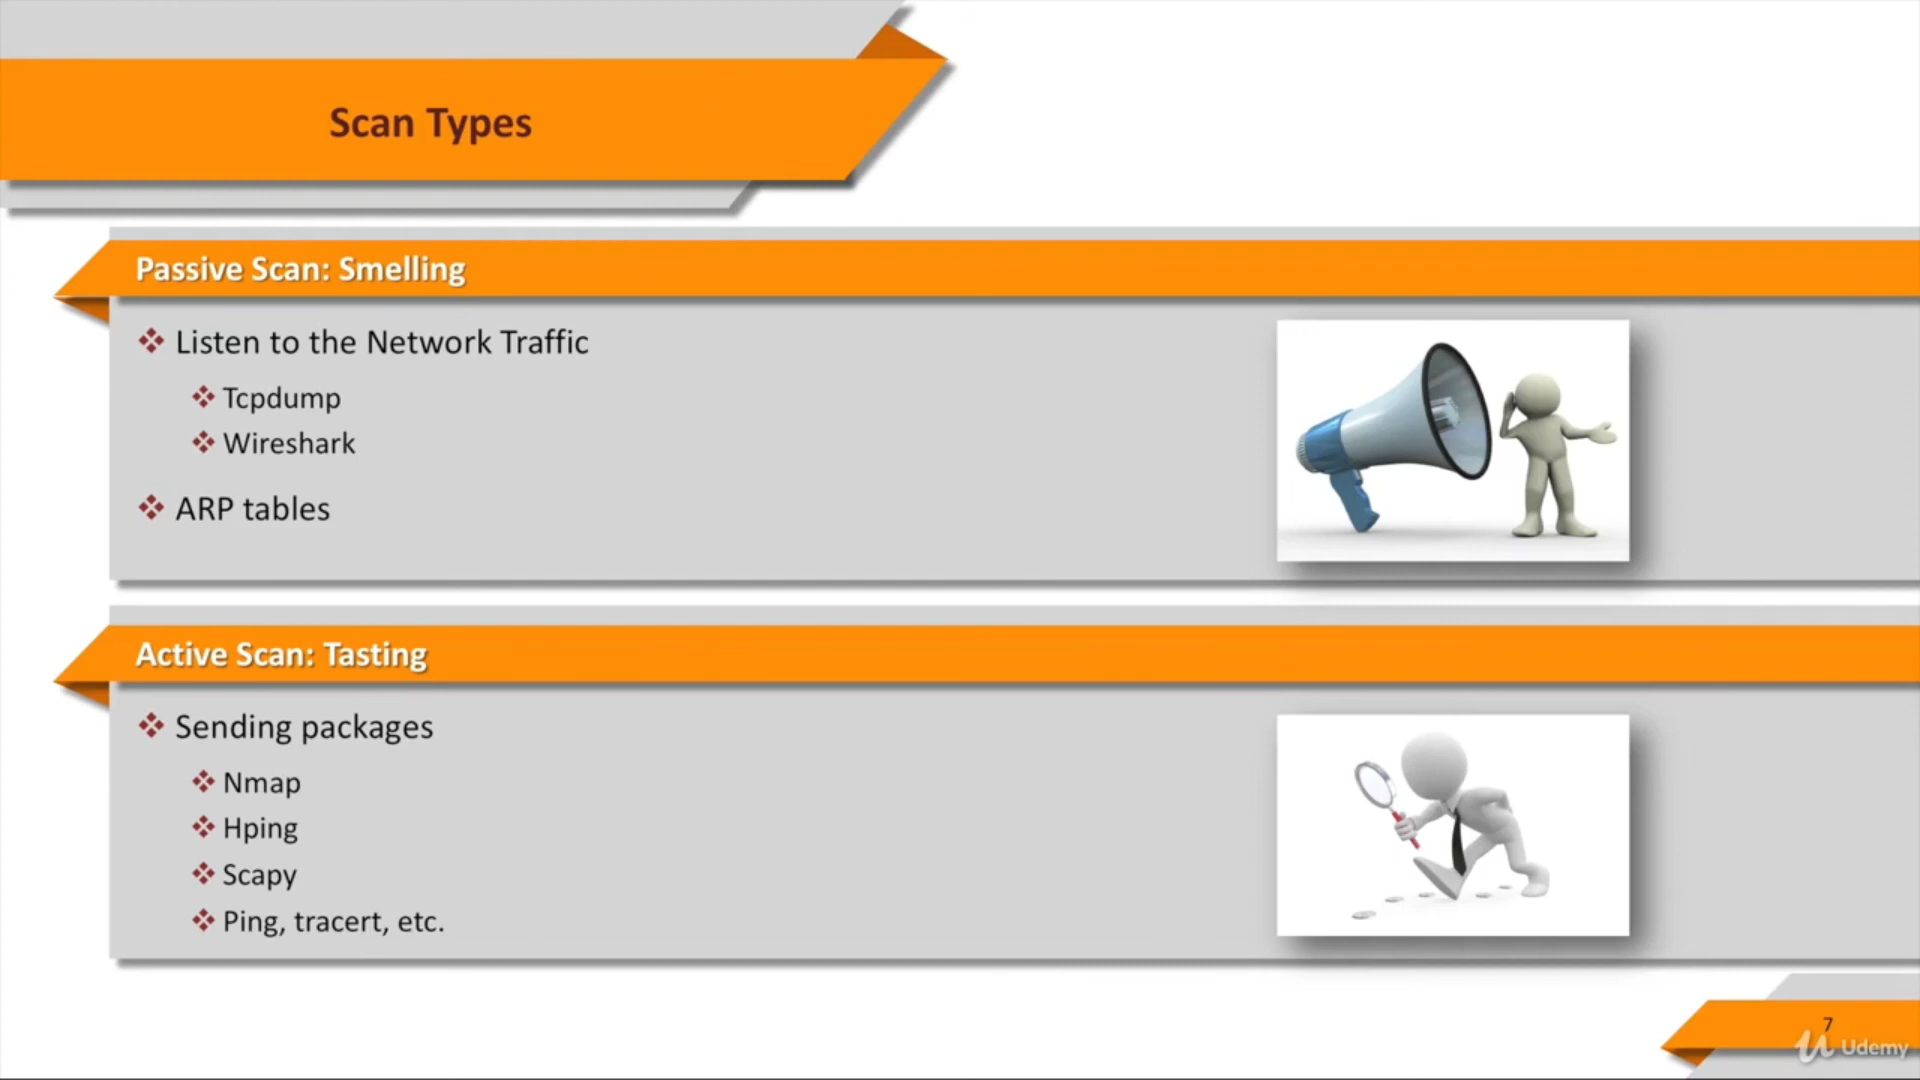 Scan Types
Passive Scan: Smelling
Listen to the Network Traffic
Tcpdump
Wireshark
ARP tables
Active Scan: Tasting
Sending packages
Nmap
Hping
Scapy
Ping, tracert, etc.
7
Udemy